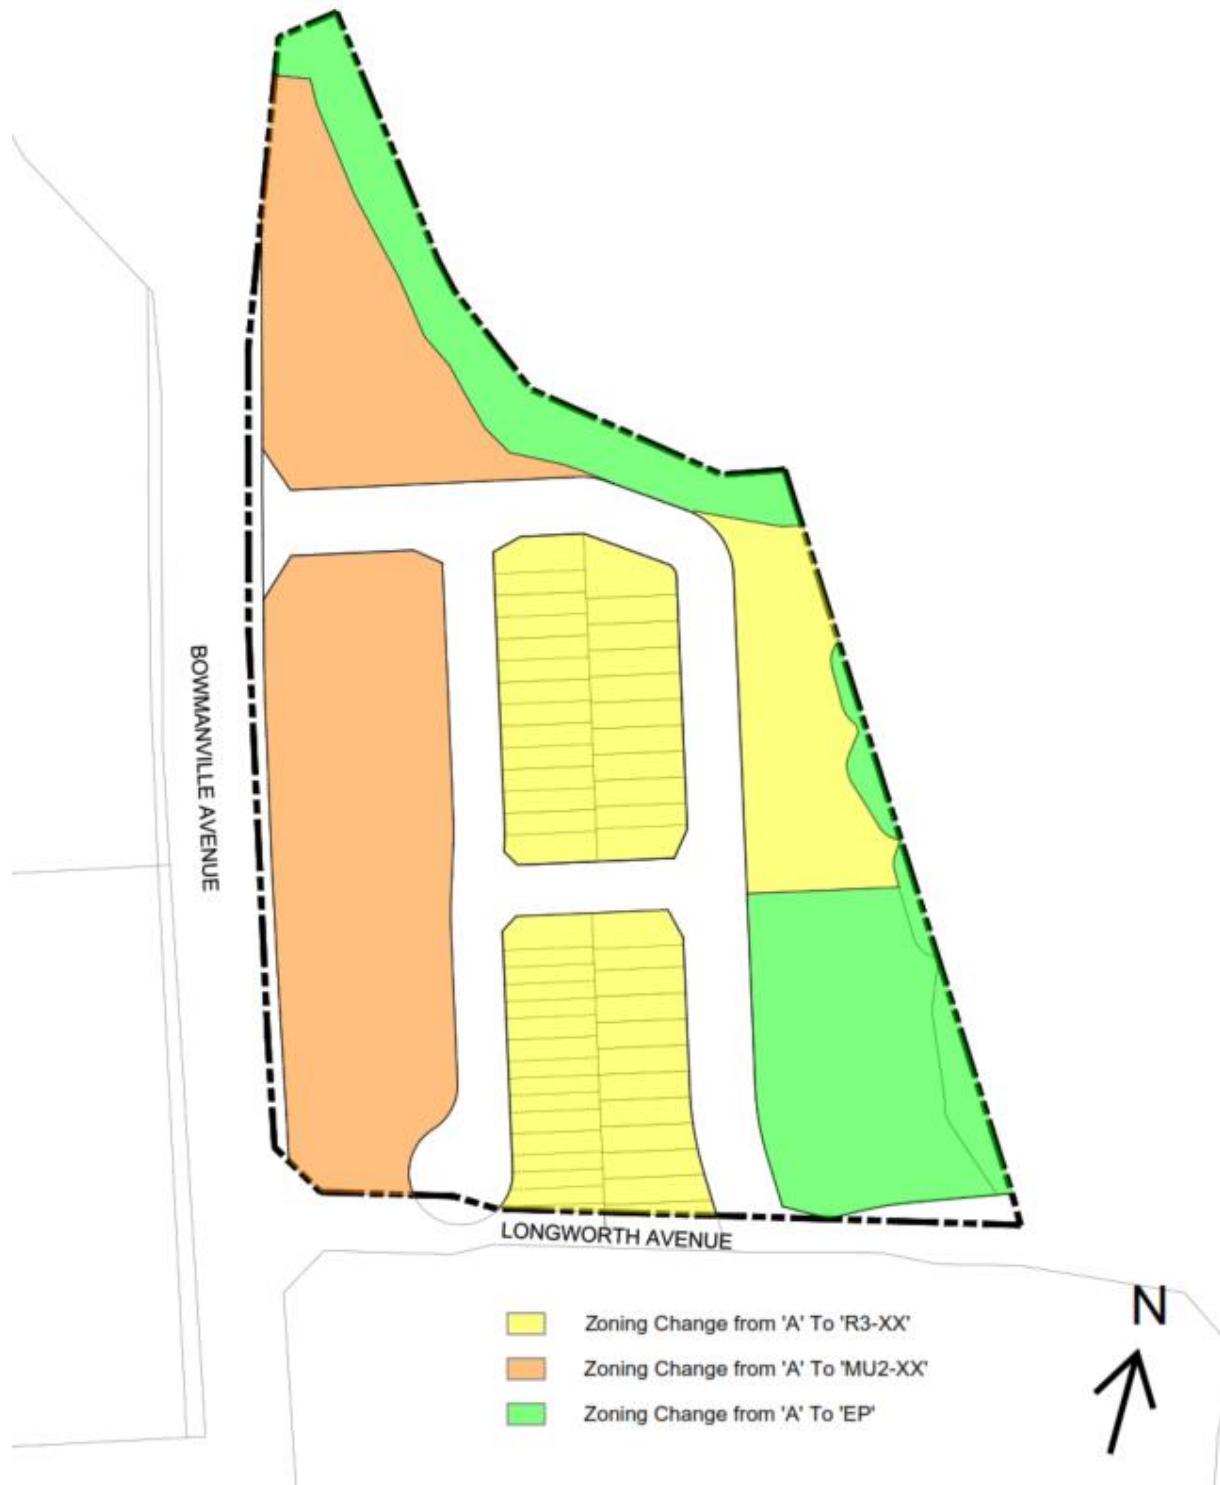 BOWMANVILLE AVENUE
LONGWORTH AVENUE
N
Zoning Change from 'A' To 'R3-XX'
Zoning Change from 'A' To 'MU2-XX'
Zoning Change from 'A' To 'EP'